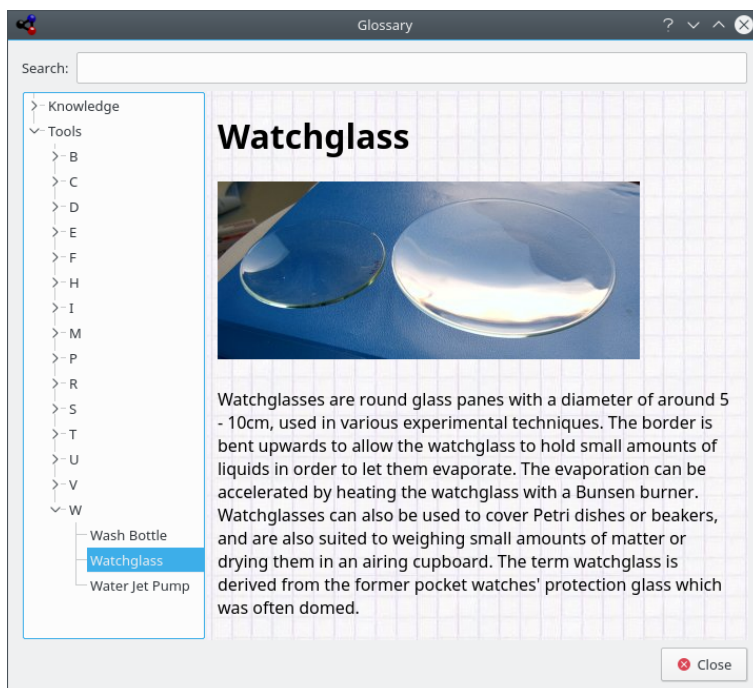 Glossary
?
Search:
Knowledge
Tools
B
C
D
E
F
H
I
M
P
R
S
T
U
V
W
Wash Bottle
Watchglass
Water Jet Pump
Watchglass
Watchglasses are round glass panes with a diameter of around 5
- 10cm, used in various experimental techniques. The border is
bent upwards to allow the watchglass to hold small amounts of
liquids in order to let them evaporate. The evaporation can be
accelerated by heating the watchglass with a Bunsen burner.
Watchglasses can also be used to cover Petri dishes or beakers,
and are also suited to weighing small amounts of matter or
drying them in an airing cupboard. The term watchglass is
derived from the former pocket watches' protection glass which
was often domed.
Close